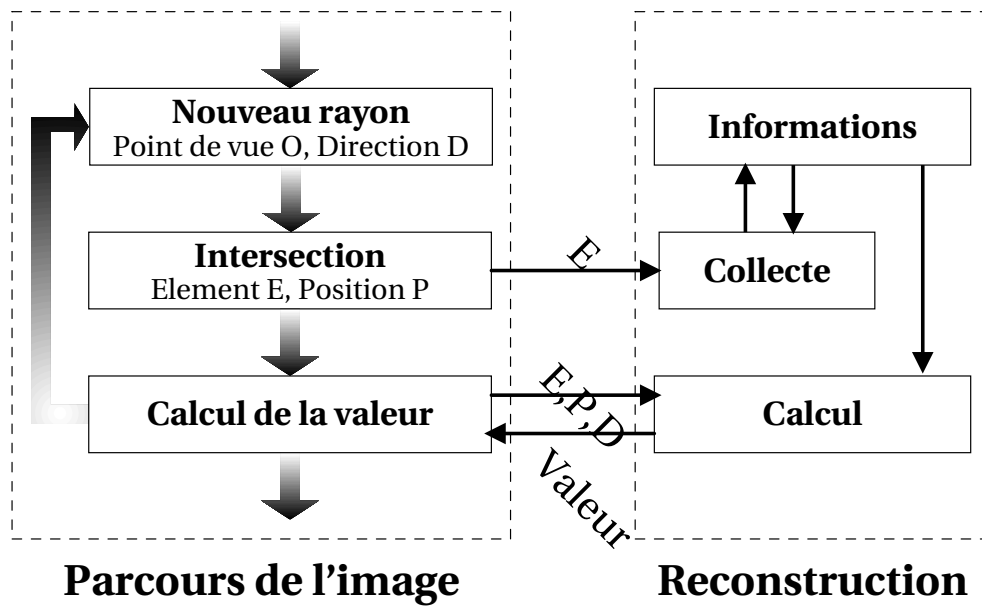 Nouveau rayon
Point de vue O, Direction D
Intersection
Element E, Position P
Calcul de la valeur
E
E,P,D
Valeur
Informations
Collecte
Calcul
Parcours de l'image
Reconstruction